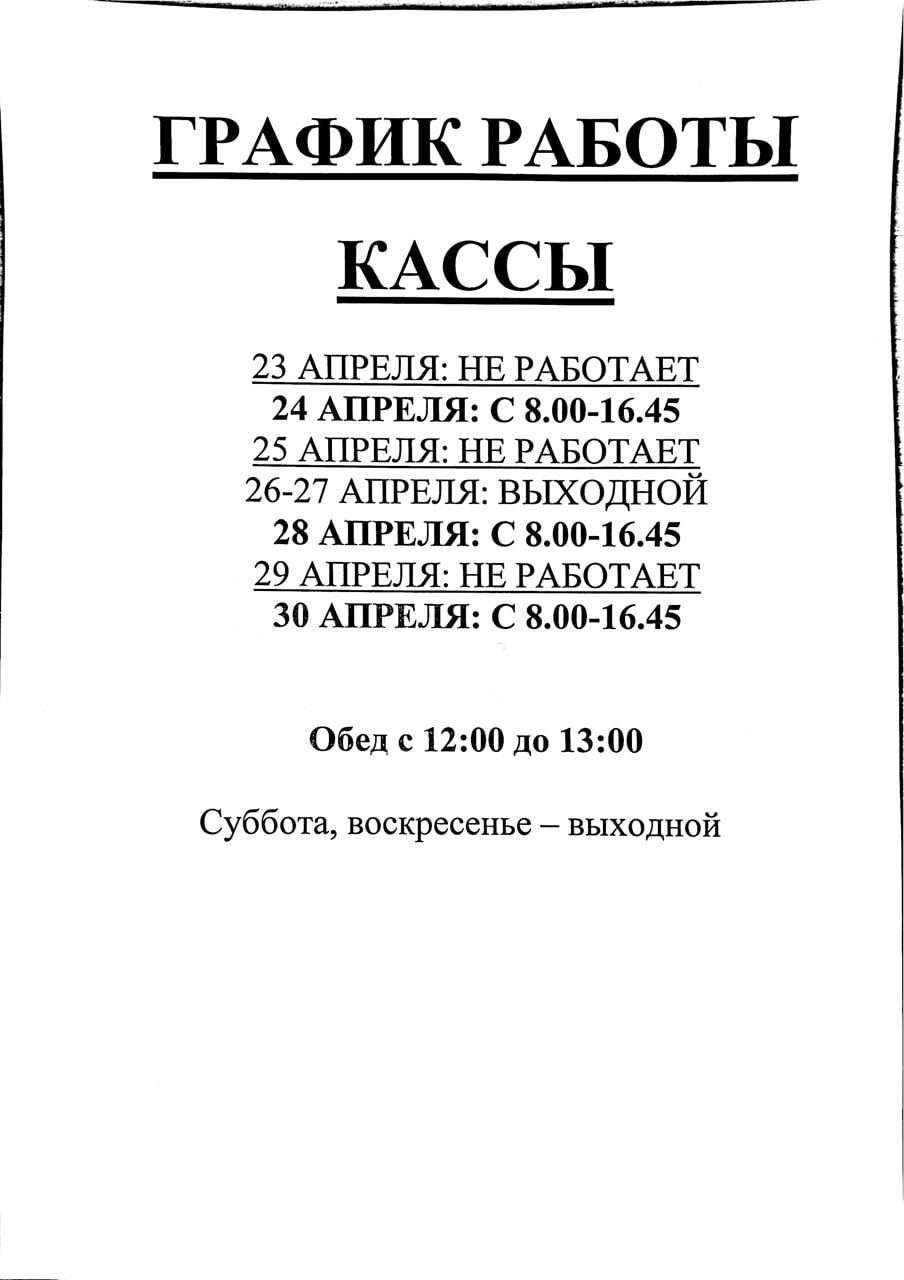 ГРАФИК РАБОТЫ
КАССЫ
23 АПРЕЛЯ: НЕ РАБОТАЕТ
24 АПРЕЛЯ: С 8.00-16.45
25 АПРЕЛЯ: НЕ РАБОТАЕТ
26-27 АПРЕЛЯ: ВЫХОДНОЙ
28 АПРЕЛЯ: С 8.00-16.45
29 АПРЕЛЯ: НЕ РАБОТАЕТ
30 АПРЕЛЯ: С 8.00-16.45
Обед с 12:00 до 13:00
Суббота, воскресенье – выходной